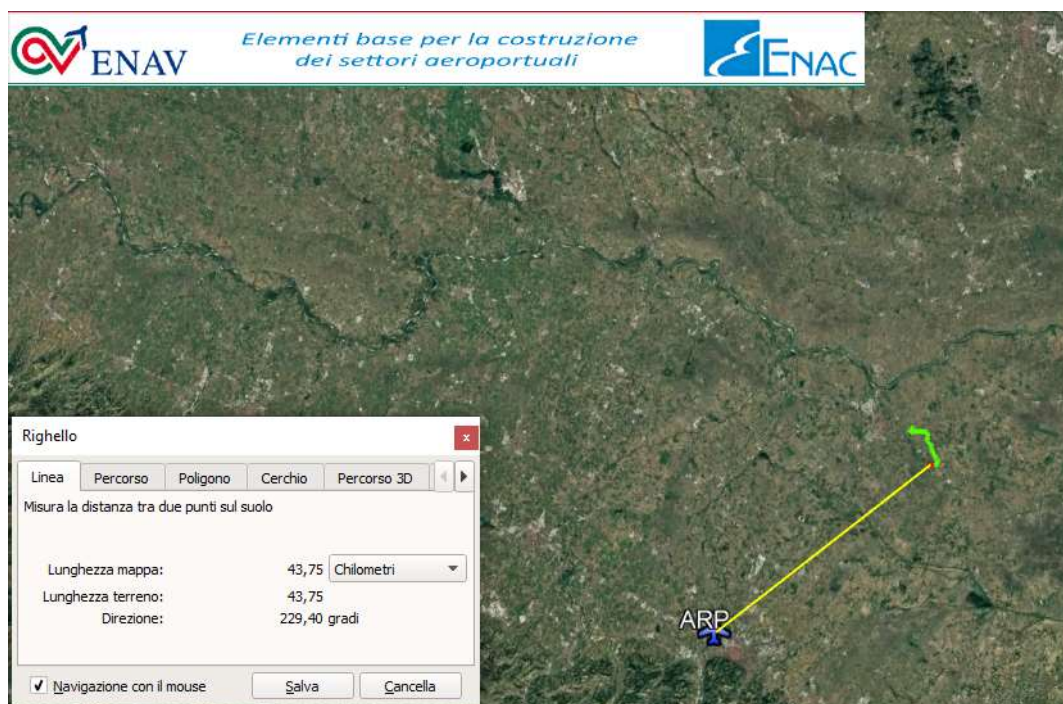 ENAV
Elementi base per la costruzione
dei settori aeroportuali
ENAC
Righello
x
Linea Percorso Poligono Cerchio Percorso 3D
Misura la distanza tra due punti sul suolo
Lunghezza mappa: 43,75 Chilometri
Lunghezza terreno: 43,75
Direzione: 229,40 gradi
Navigazione con il mouse Salva Cancella
ARP